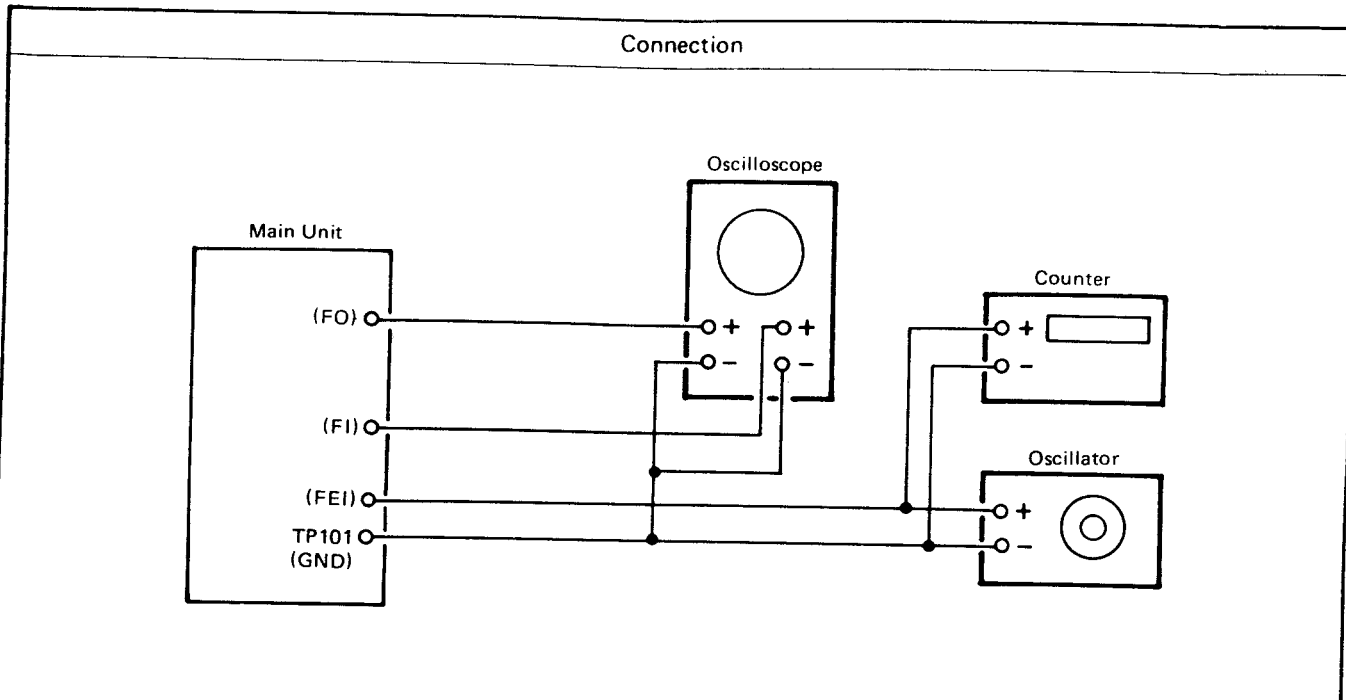 Connection
Oscilloscope
Main Unit
(FO)
+ +
- -
(FI)
Counter
+
-
Oscillator
(FEI)
+
TP101
-
(GND)